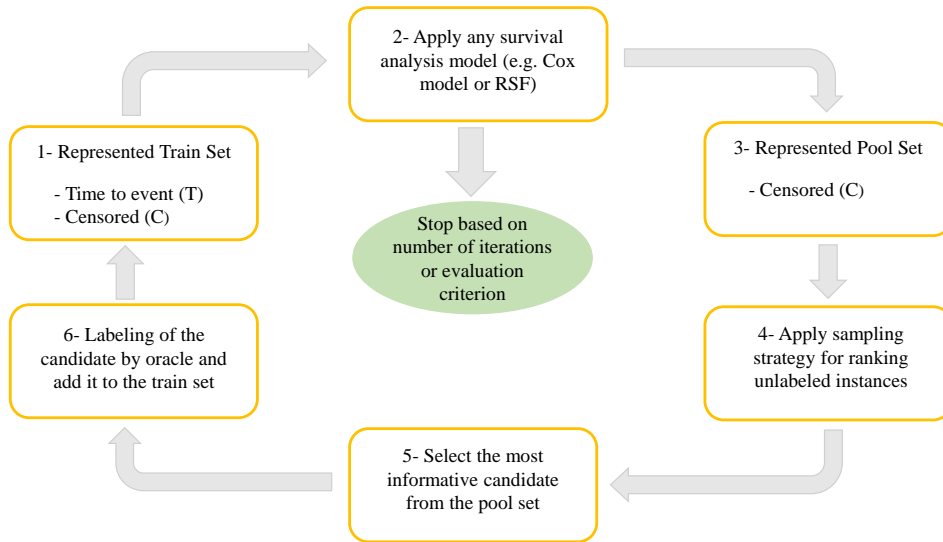 1- Represented Train Set
- Time to event (T)
- Censored (C)
2- Apply any survival
analysis model (e.g. Cox
model or RSF)
3- Represented Pool Set
- Censored (C)
4- Apply sampling
strategy for ranking
unlabeled instances
5- Select the most
informative candidate
from the pool set
6- Labeling of the
candidate by oracle and
add it to the train set
Stop based on
number of iterations
or evaluation
criterion